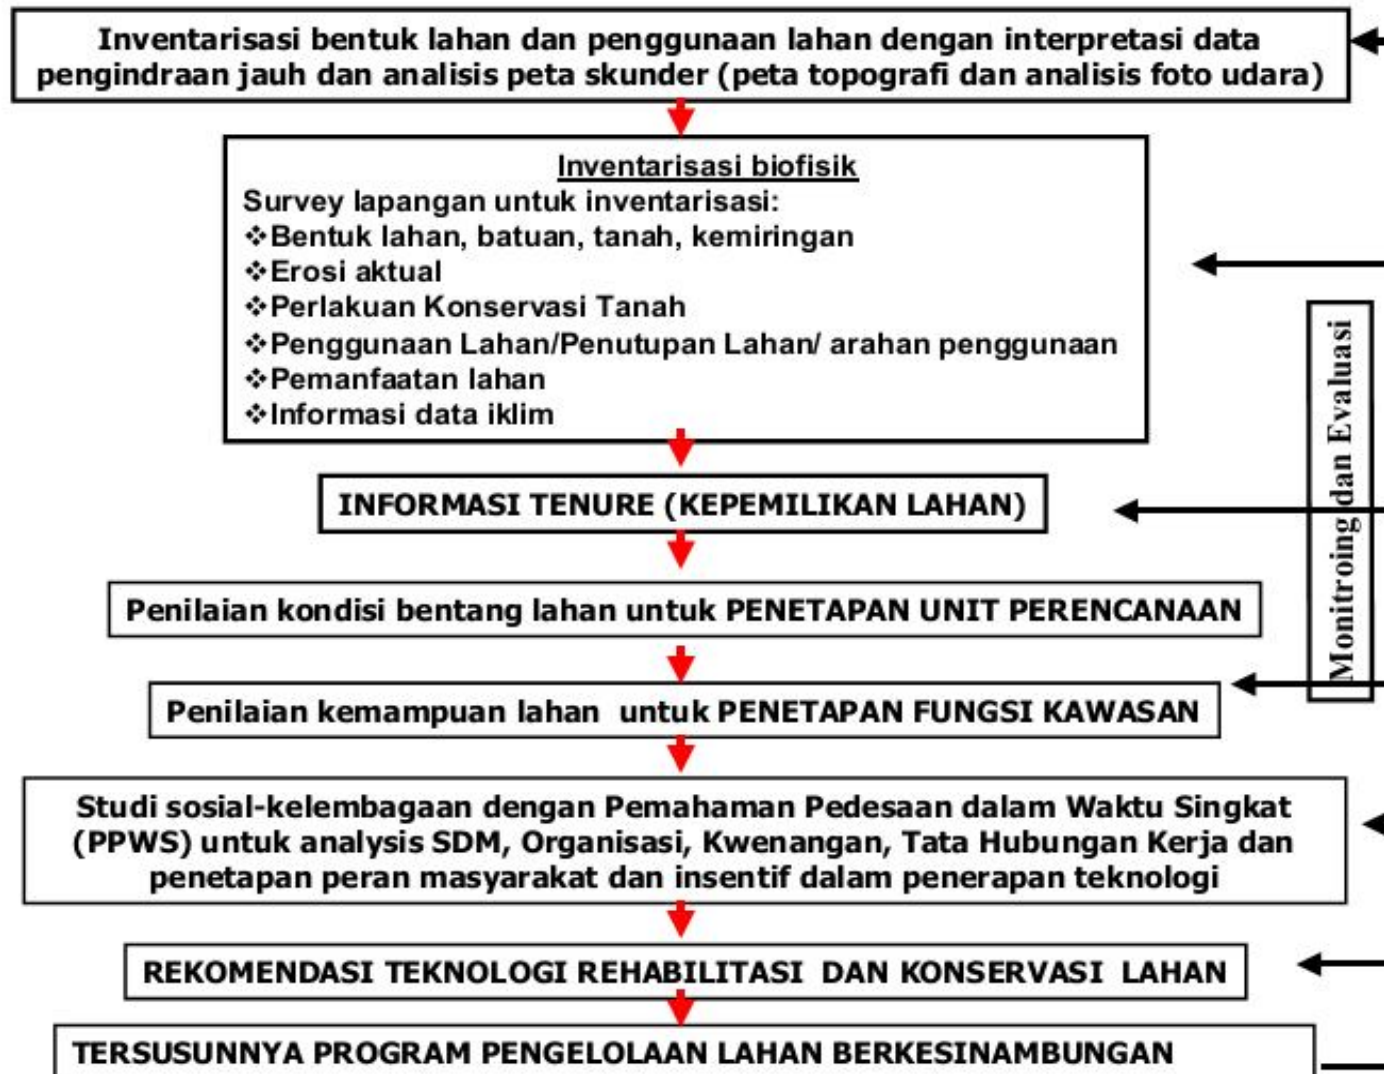 Inventarisasi bentuk lahan dan penggunaan lahan dengan interpretasi data
pengindraan jauh dan analisis peta skunder (peta topografi dan analisis foto udara)
Inventarisasi biofisik
Survey lapangan untuk inventarisasi:
❖Bentuk lahan, batuan, tanah, kemiringan
❖Erosi aktual
❖Perlakuan Konservasi Tanah
❖Penggunaan Lahan/Penutupan Lahan/ arahan penggunaan
❖Pemanfaatan lahan
❖Informasi data iklim
INFORMASI TENURE (KEPEMILIKAN LAHAN)
Penilaian kondisi bentang lahan untuk PENETAPAN UNIT PERENCANAAN
Penilaian kemampuan lahan untuk PENETAPAN FUNGSI KAWASAN
Studi sosial-kelembagaan dengan Pemahaman Pedesaan dalam Waktu Singkat
(PPWS) untuk analysis SDM, Organisasi, Kwenangan, Tata Hubungan Kerja dan
penetapan peran masyarakat dan insentif dalam penerapan teknologi
REKOMENDASI TEKNOLOGI REHABILITASI DAN KONSERVASI LAHAN
TERSUSUNNYA PROGRAM PENGELOLAAN LAHAN BERKESINAMBUNGAN
Monitroing dan Evaluasi